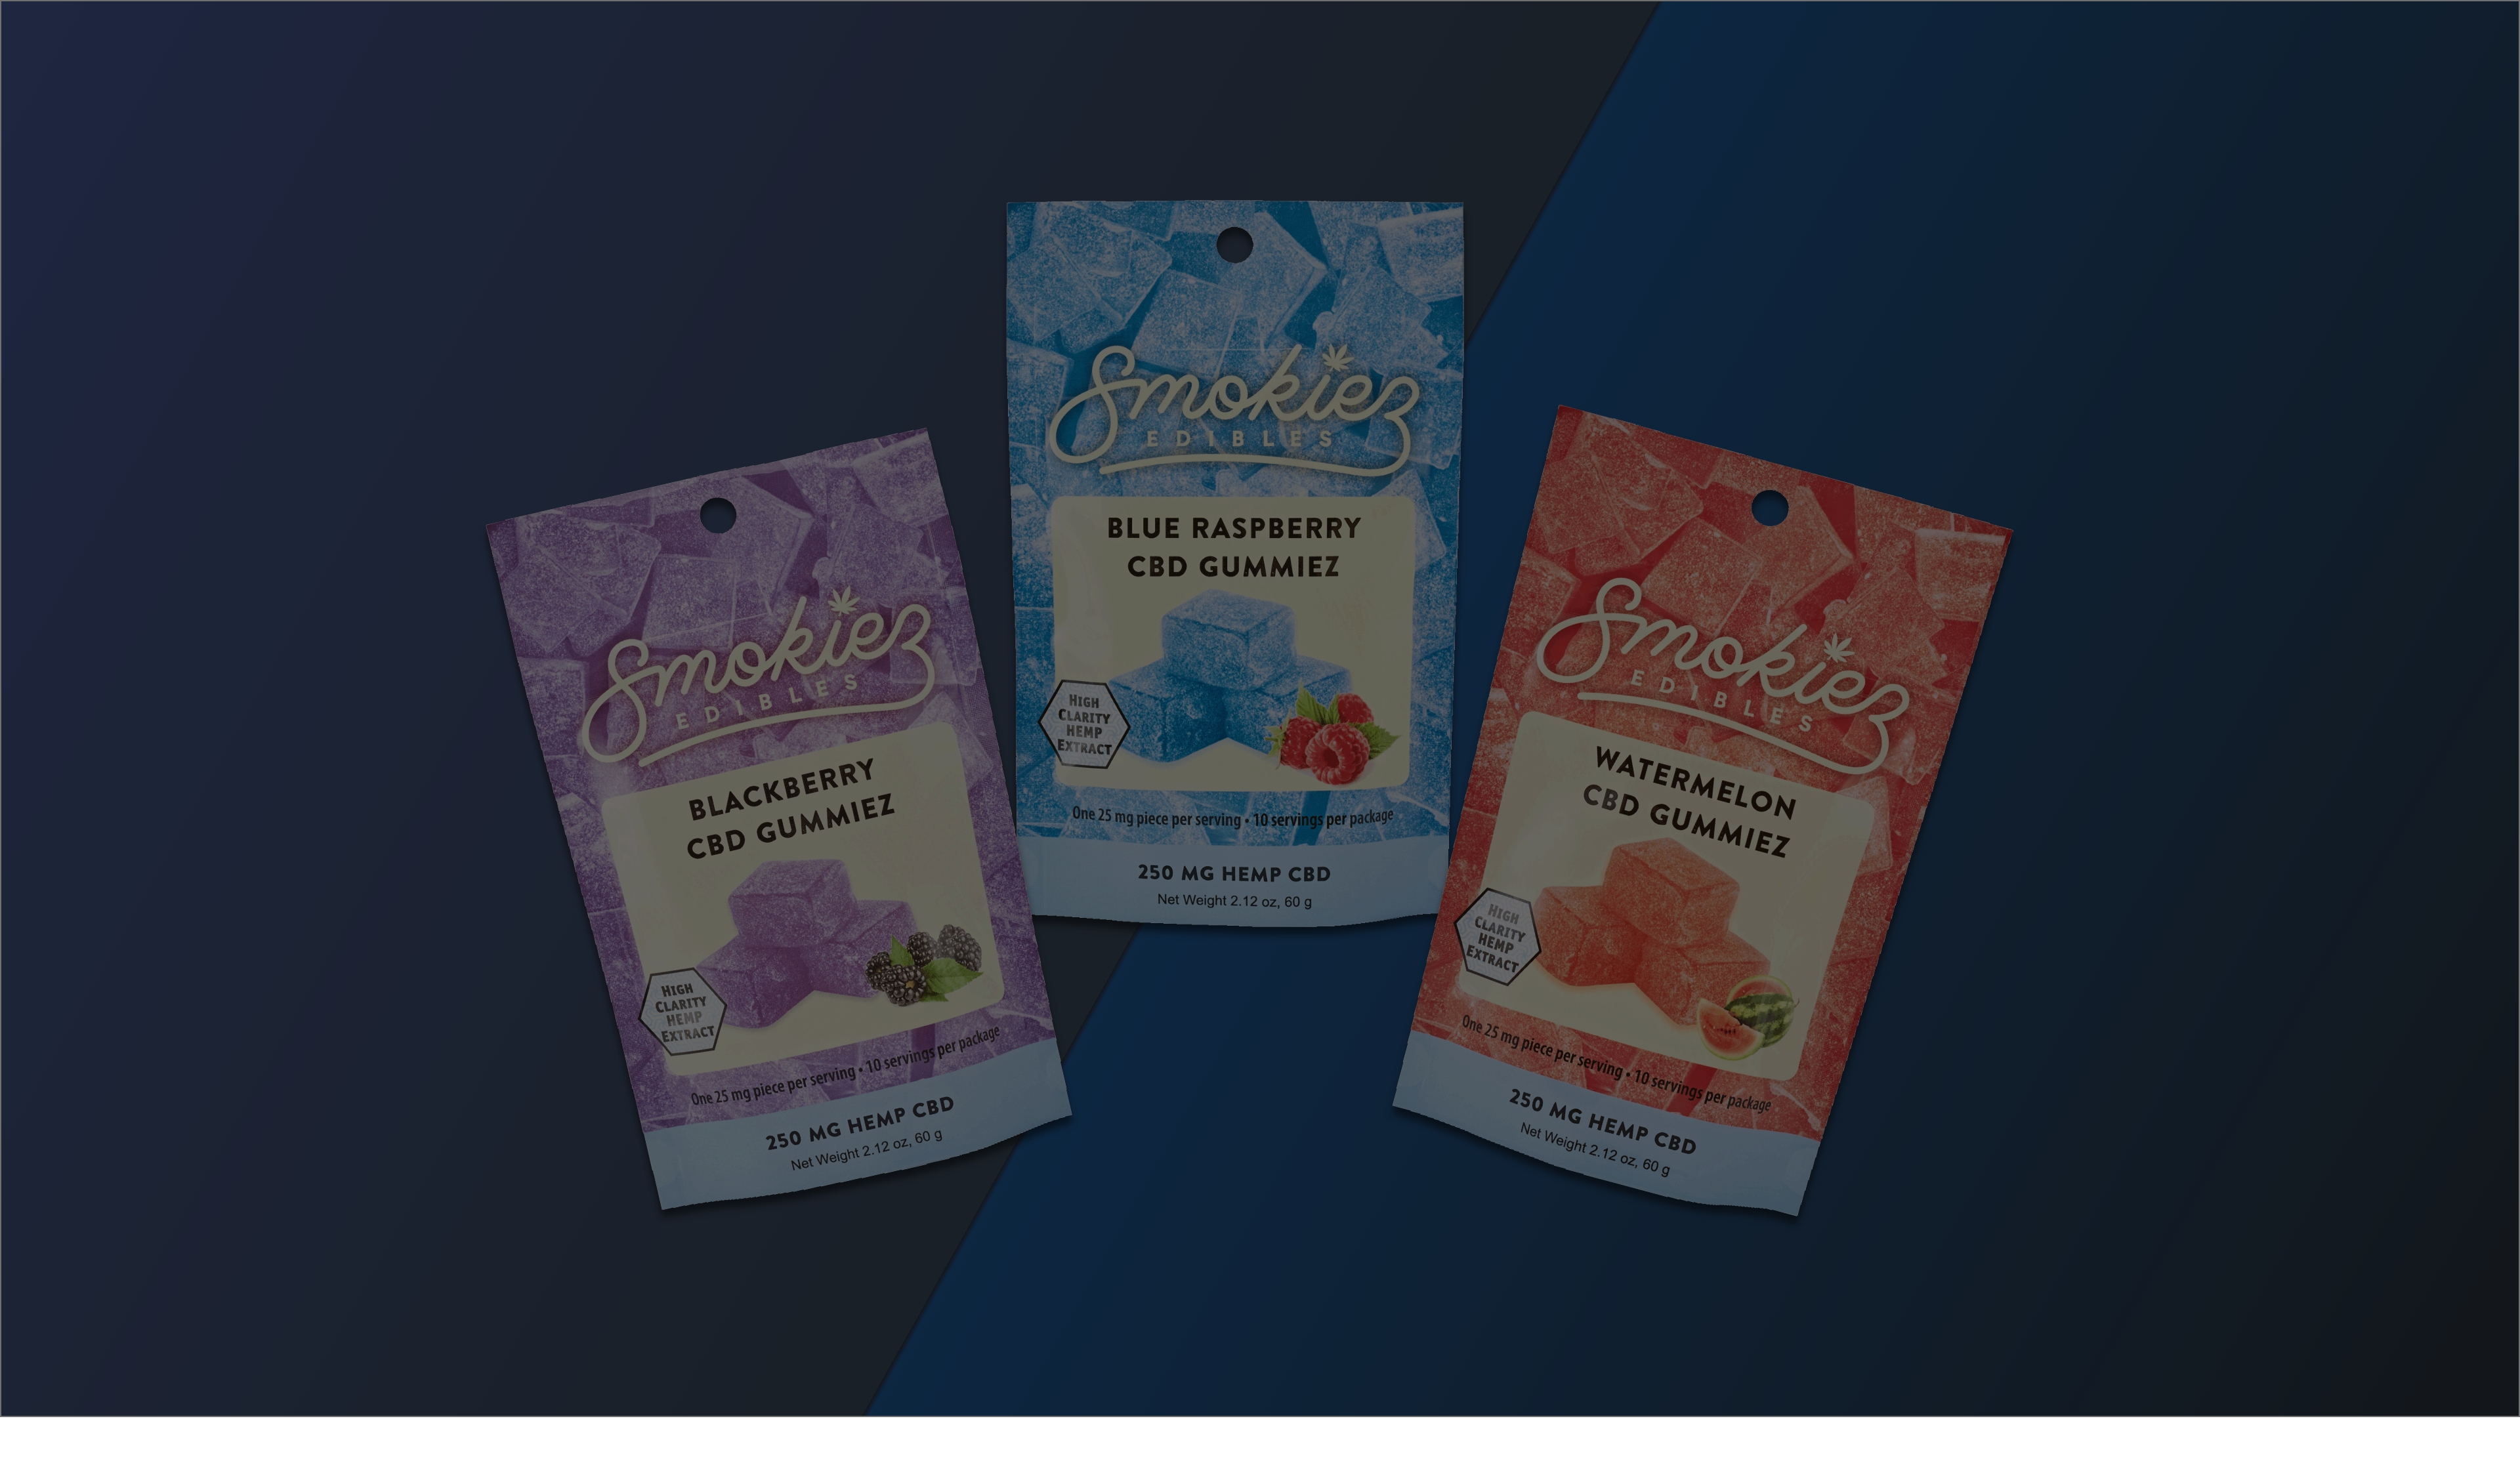 Smokiez
EDIBLES
BLACKBERRY
CBD GUMMIEZ
HIGH
CLARITY
HEMP
EXTRACT
One 25 mg piece per serving • 10 servings per package
250 MG HEMP CBD
Net Weight 2.12 oz, 60 g
Smokiez
EDIBLES
BLUE RASPBERRY
CBD GUMMIEZ
HIGH
CLARITY
HEMP
EXTRACT
One 25 mg piece per serving • 10 servings per package
250 MG HEMP CBD
Net Weight 2.12 oz, 60 g
Smokiez
EDIBLES
WATERMELON
CBD GUMMIEZ
HIGH
CLARITY
HEMP
EXTRACT
One 25 mg piece per serving • 10 servings per package
250 MG HEMP CBD
Net Weight 2.12 oz, 60 g